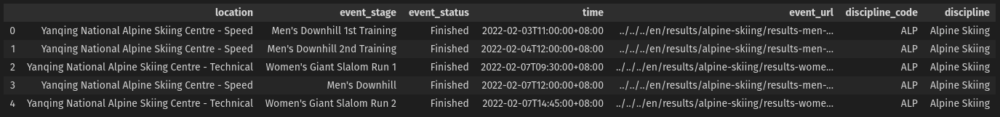 location event_stage event_status time event_url discipline_code discipline
0 Yanqing National Alpine Skiing Centre - Speed Men's Downhill 1st Training Finished 2022-02-03T11:00:00+08:00 ../../../en/results/alpine-skiing/results-men-... ALP Alpine Skiing
1 Yanqing National Alpine Skiing Centre - Speed Men's Downhill 2nd Training Finished 2022-02-04T12:00:00+08:00 ../../../en/results/alpine-skiing/results-men-... ALP Alpine Skiing
2 Yanqing National Alpine Skiing Centre - Technical Women's Giant Slalom Run 1 Finished 2022-02-07T09:30:00+08:00 ../../../en/results/alpine-skiing/results-wome... ALP Alpine Skiing
3 Yanqing National Alpine Skiing Centre - Speed Men's Downhill Finished 2022-02-07T12:00:00+08:00 ../../../en/results/alpine-skiing/results-men-... ALP Alpine Skiing
4 Yanqing National Alpine Skiing Centre - Technical Women's Giant Slalom Run 2 Finished 2022-02-07T14:45:00+08:00 ../../../en/results/alpine-skiing/results-wome... ALP Alpine Skiing